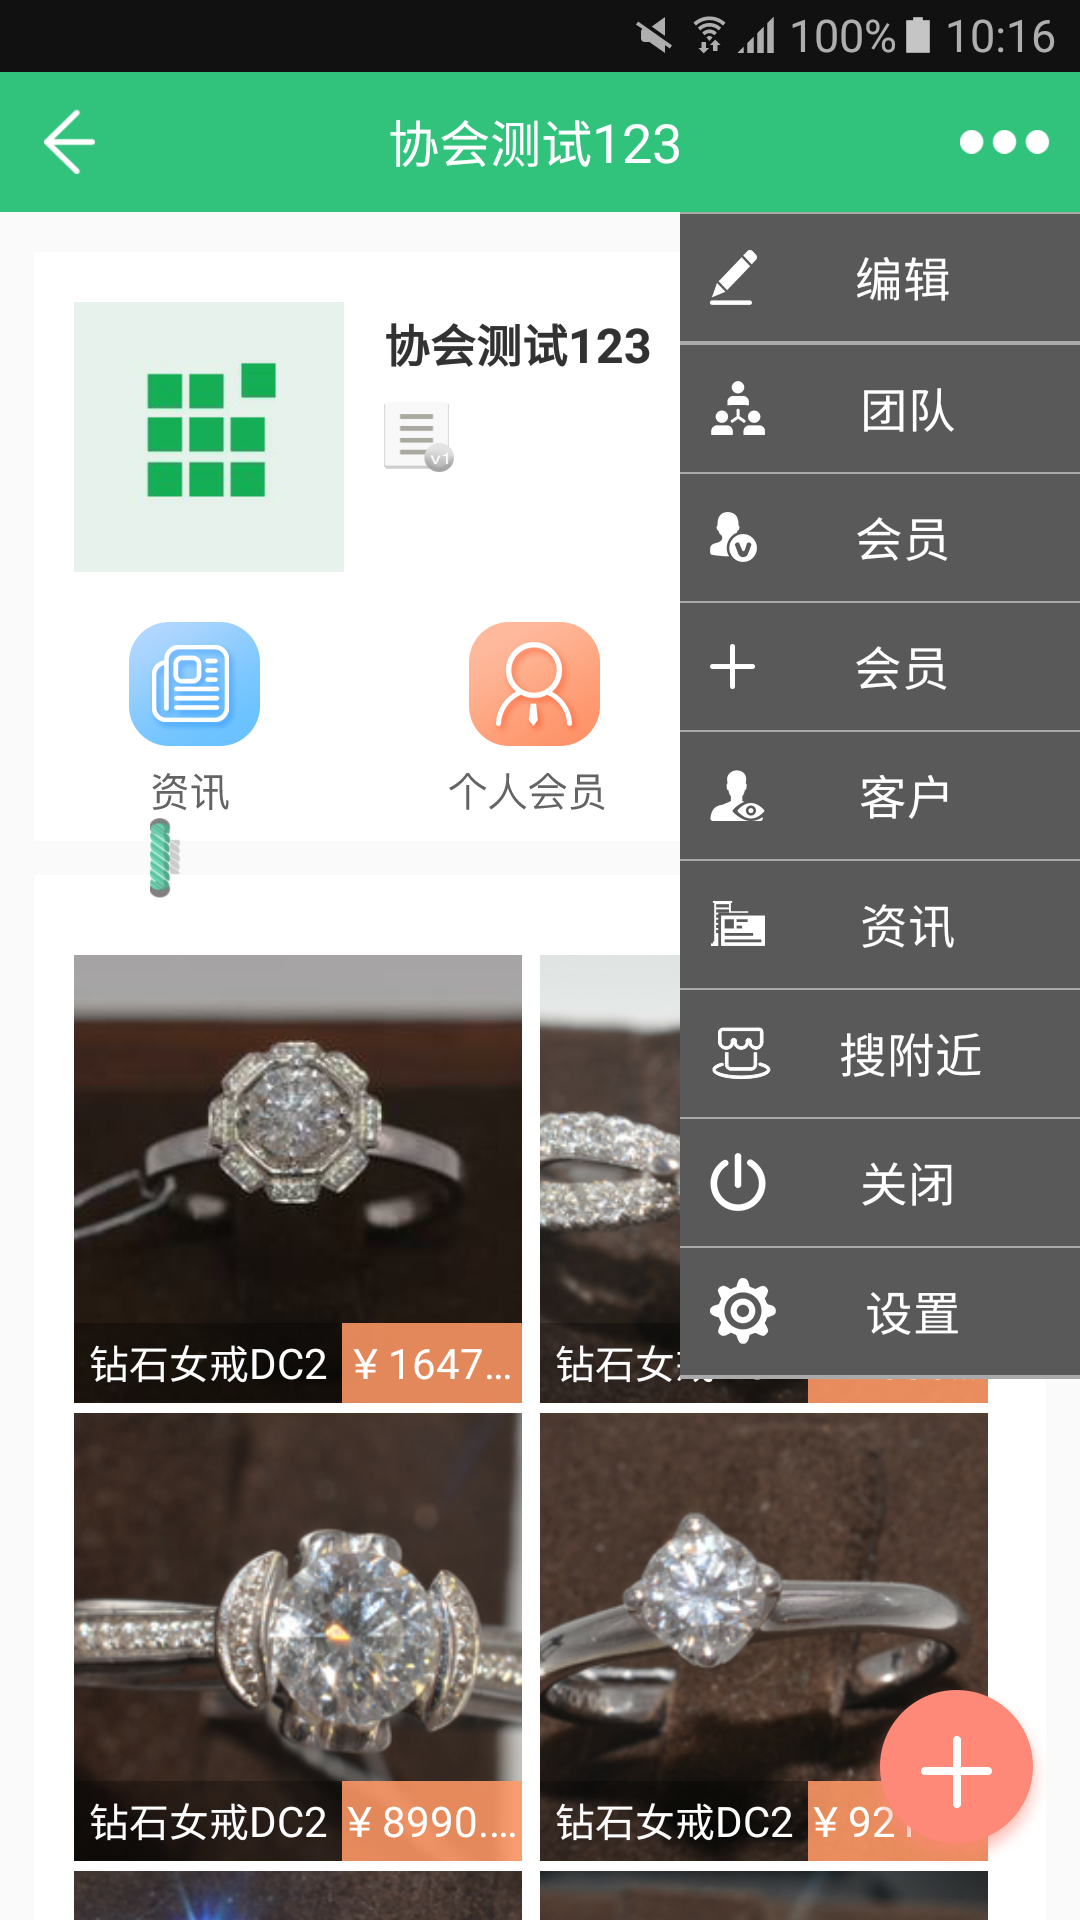 100% 10:16
协会测试123
编辑
团队
会员
会员
客户
资讯
搜附近
关闭
设置
协会测试123
v1
资讯
个人会员
钻石女戒DC2
¥ 1647...
钻石女
钻石女戒DC2
¥ 8990....
钻石女戒DC2
¥ 921